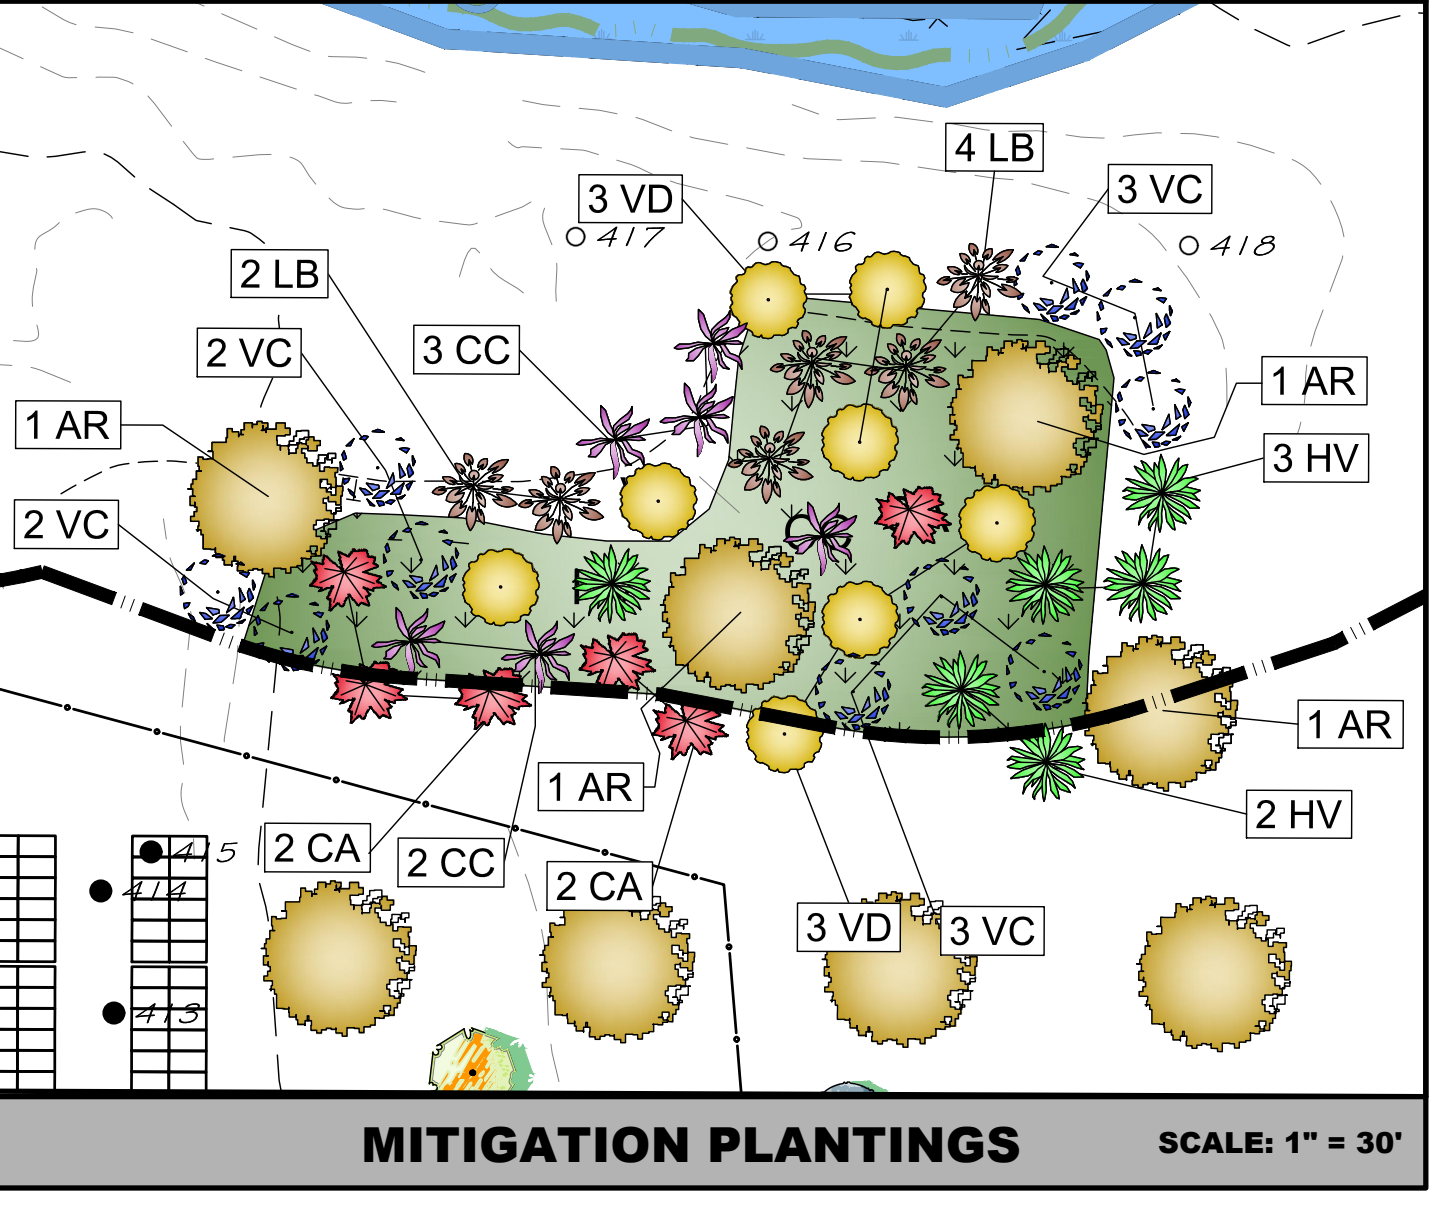 4 LB
3 VC
3 VD
417
416
418
2 LB
2 VC
3 CC
1 AR
1 AR
3 HV
2 VC
1 AR
1 AR
2 HV
2 CA
2 CC
2 CA
3 VD
3 VC
415
414
413
MITIGATION PLANTINGS
SCALE: 1" = 30'